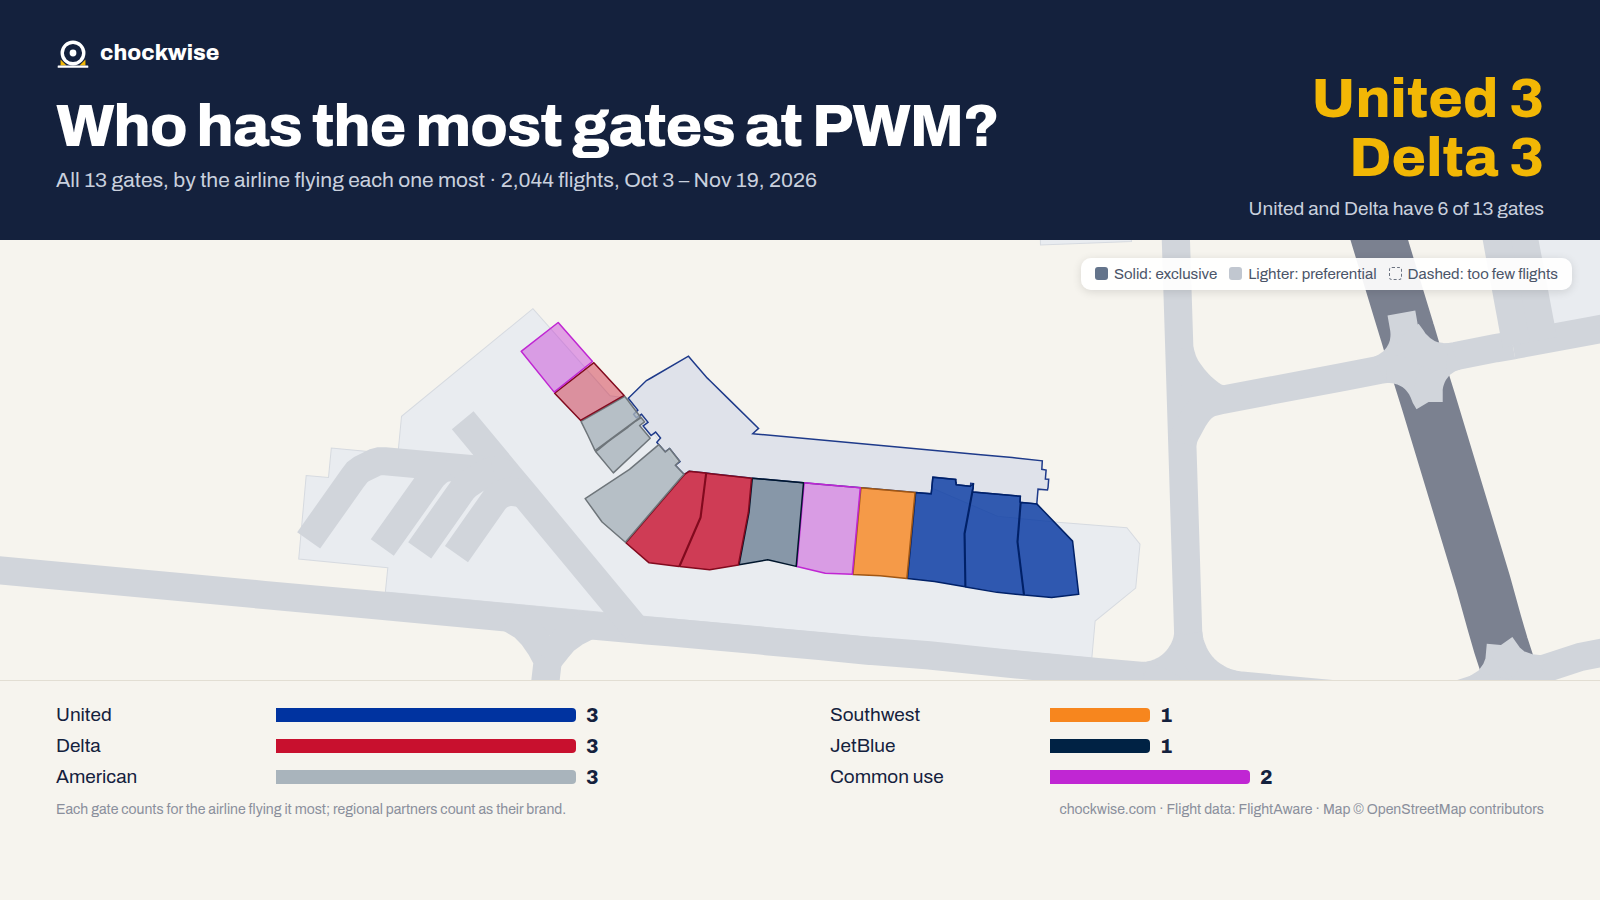 chockwise
Who has the most gates at PWM?
All 13 gates, by the airline flying each one most · 2,044 flights, Oct 3 – Nov 19, 2026
United 3
Delta 3
United and Delta have 6 of 13 gates
Solid: exclusive
Lighter: preferential
Dashed: too few flights
United 3
Delta 3
American 3
Southwest 1
JetBlue 1
Common use 2
Each gate counts for the airline flying it most; regional partners count as their brand.
chockwise.com · Flight data: FlightAware · Map © OpenStreetMap contributors